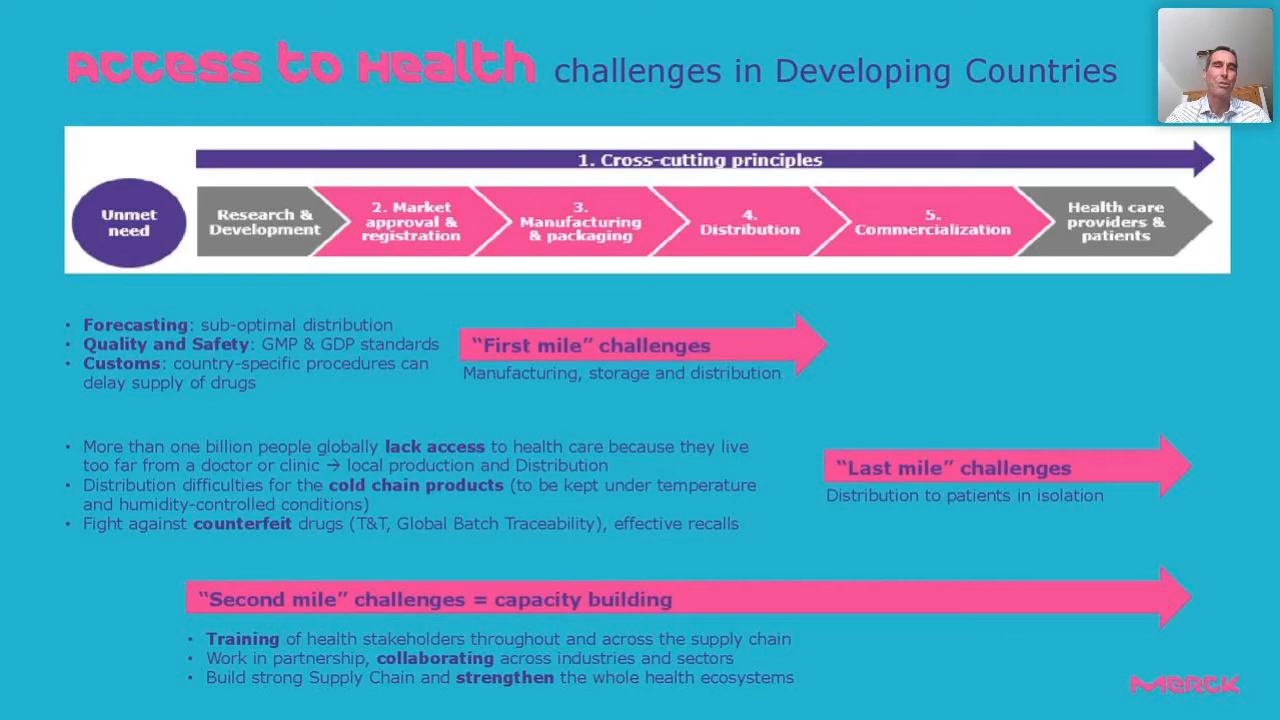 Access to Health challenges in Developing Countries
1. Cross-cutting principles
Unmet
need
Research &
Development
2. Market
approval &
registration
3.
Manufacturing
& packaging
4.
Distribution
5.
Commercialization
Health care
providers &
patients
• Forecasting: sub-optimal distribution
• Quality and Safety: GMP & GDP standards
• Customs: country-specific procedures can
delay supply of drugs
“First mile” challenges
Manufacturing, storage and distribution
• More than one billion people globally lack access to health care because they live
too far from a doctor or clinic → local production and Distribution
• Distribution difficulties for the cold chain products (to be kept under temperature
and humidity-controlled conditions)
• Fight against counterfeit drugs (T&T, Global Batch Traceability), effective recalls
“Last mile” challenges
Distribution to patients in isolation
“Second mile” challenges = capacity building
• Training of health stakeholders throughout and across the supply chain
• Work in partnership, collaborating across industries and sectors
• Build strong Supply Chain and strengthen the whole health ecosystems
Merck